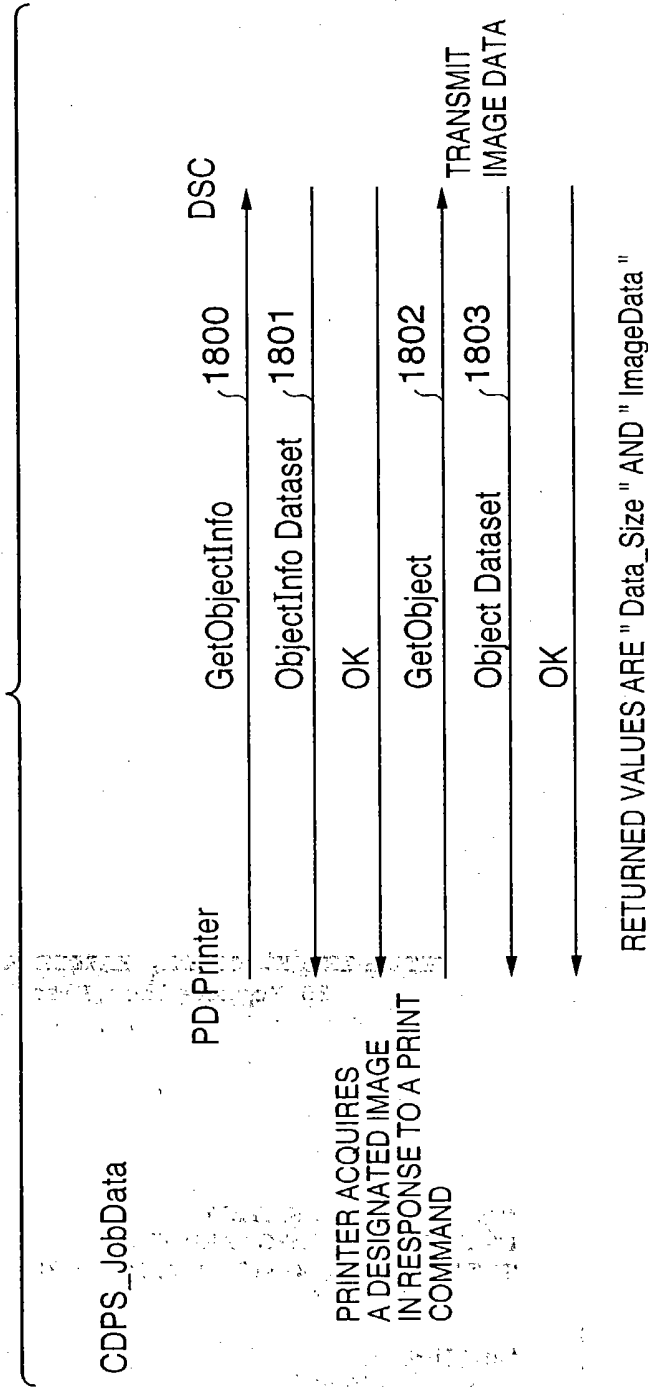 CDPS_JobData
PD Printer
DSC
GetObjectInfo
1800
ObjectInfo Dataset
1801
OK
PRINTER ACQUIRES
A DESIGNATED IMAGE
IN RESPONSE TO A PRINT
COMMAND
GetObject
1802
TRANSMIT
IMAGE DATA
Object Dataset
1803
OK
RETURNED VALUES ARE " Data_Size " AND " ImageData "